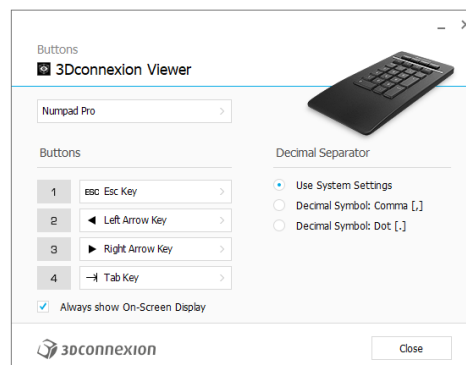 Buttons
3Dconnexion Viewer
Numpad Pro
Buttons
1 ESC Esc Key
2 Left Arrow Key
3 Right Arrow Key
4 Tab Key
Always show On-Screen Display
Decimal Separator
Use System Settings
Decimal Symbol: Comma [,]
Decimal Symbol: Dot [.]
3Dconnexion
Close